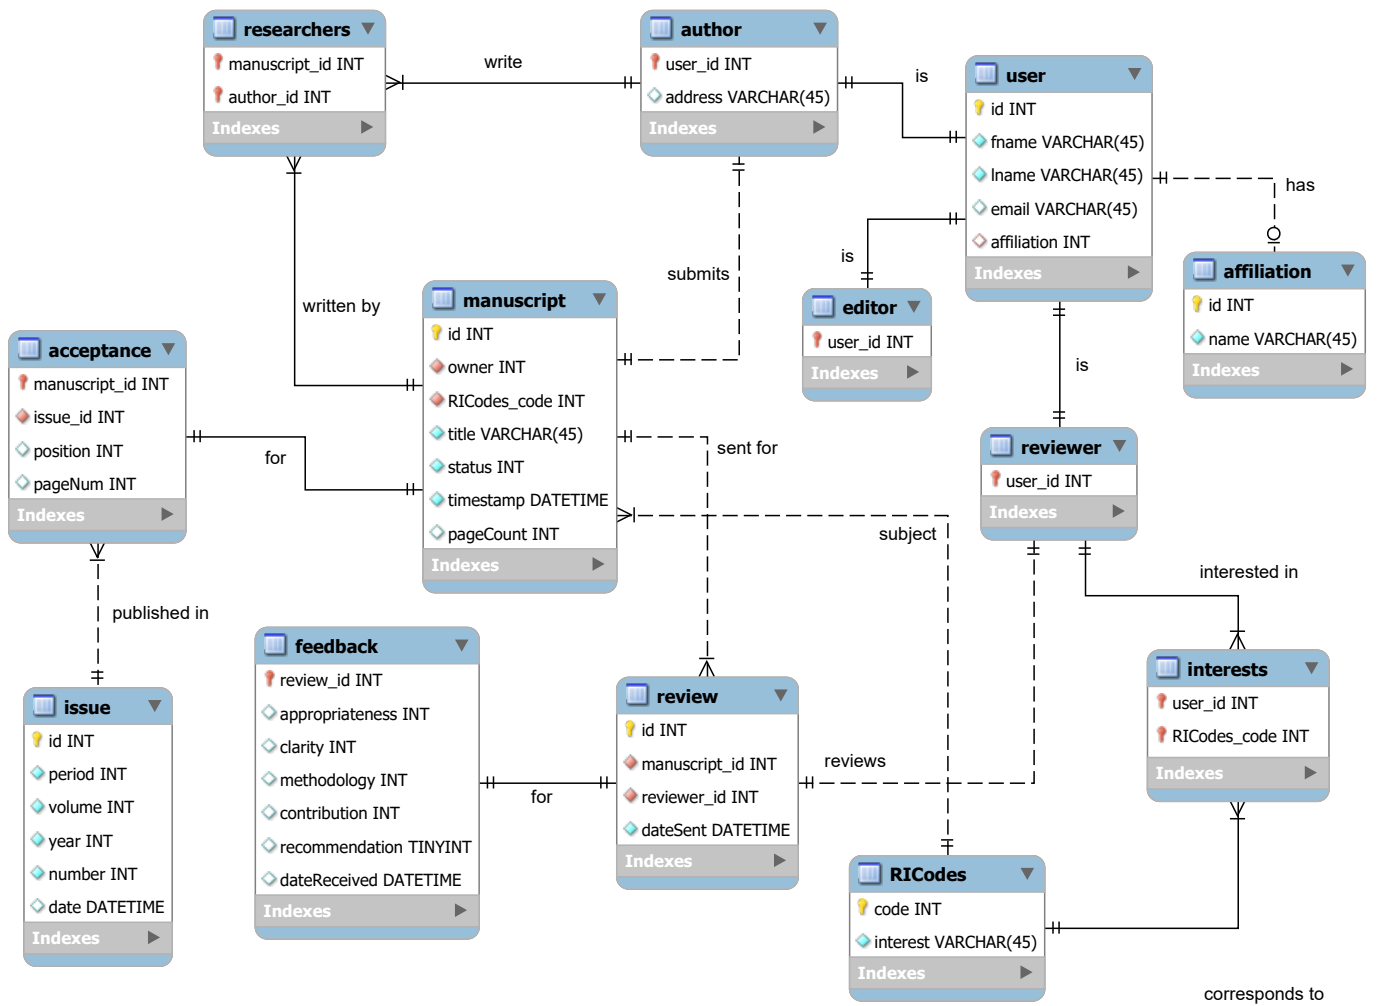 researchers
manuscript_id INT
author_id INT
Indexes
write
author
user_id INT
address VARCHAR(45)
Indexes
is
user
id INT
fname VARCHAR(45)
lname VARCHAR(45)
email VARCHAR(45)
affiliation INT
Indexes
has
affiliation
id INT
name VARCHAR(45)
Indexes
is
editor
user_id INT
Indexes
submits
written by
manuscript
id INT
owner INT
RICodes_code INT
title VARCHAR(45)
status INT
timestamp DATETIME
pageCount INT
Indexes
acceptance
manuscript_id INT
issue_id INT
position INT
pageNum INT
Indexes
for
sent for
subject
is
reviewer
user_id INT
Indexes
interested in
published in
issue
id INT
period INT
volume INT
year INT
number INT
date DATETIME
Indexes
feedback
review_id INT
appropriateness INT
clarity INT
methodology INT
contribution INT
recommendation TINYINT
dateReceived DATETIME
Indexes
for
review
id INT
manuscript_id INT
reviewer_id INT
dateSent DATETIME
Indexes
reviews
interests
user_id INT
RICodes_code INT
Indexes
RICodes
code INT
interest VARCHAR(45)
Indexes
corresponds to